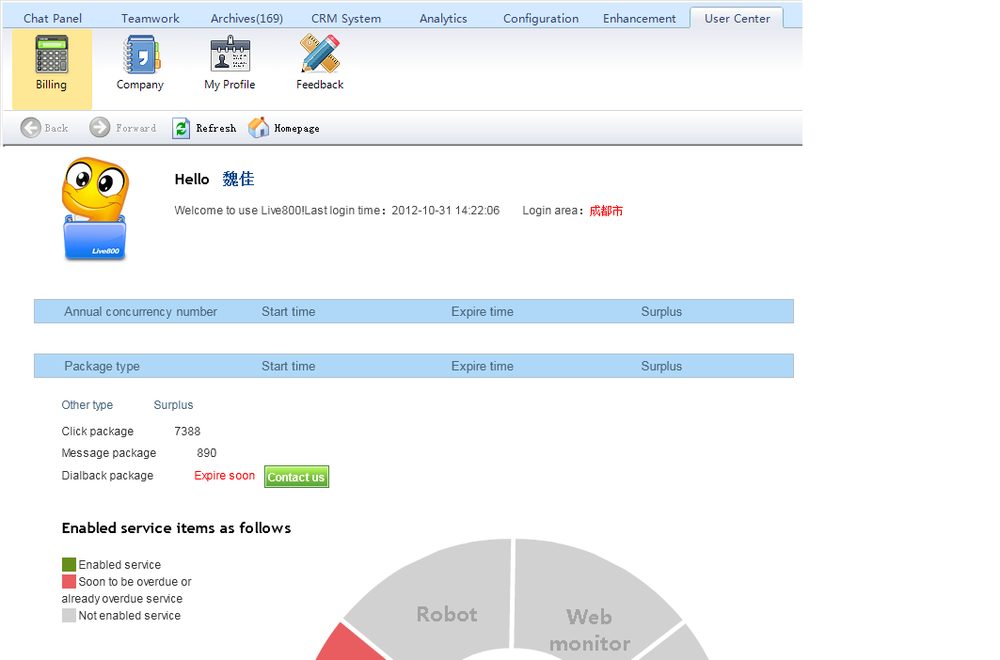 Chat Panel Teamwork Archives(169) CRM System Analytics Configuration Enhancement User Center
Billing Company My Profile Feedback
Back Forward Refresh Homepage
Hello 魏佳
Welcome to use Live800!Last login time：2012-10-31 14:22:06 Login area：成都市
Live800
Annual concurrency number Start time Expire time Surplus
Package type Start time Expire time Surplus
Other type Surplus
Click package 7388
Message package 890
Dialback package Expire soon Contact us
Enabled service items as follows
Enabled service
Soon to be overdue or
already overdue service
Not enabled service
Robot
Web
monitor